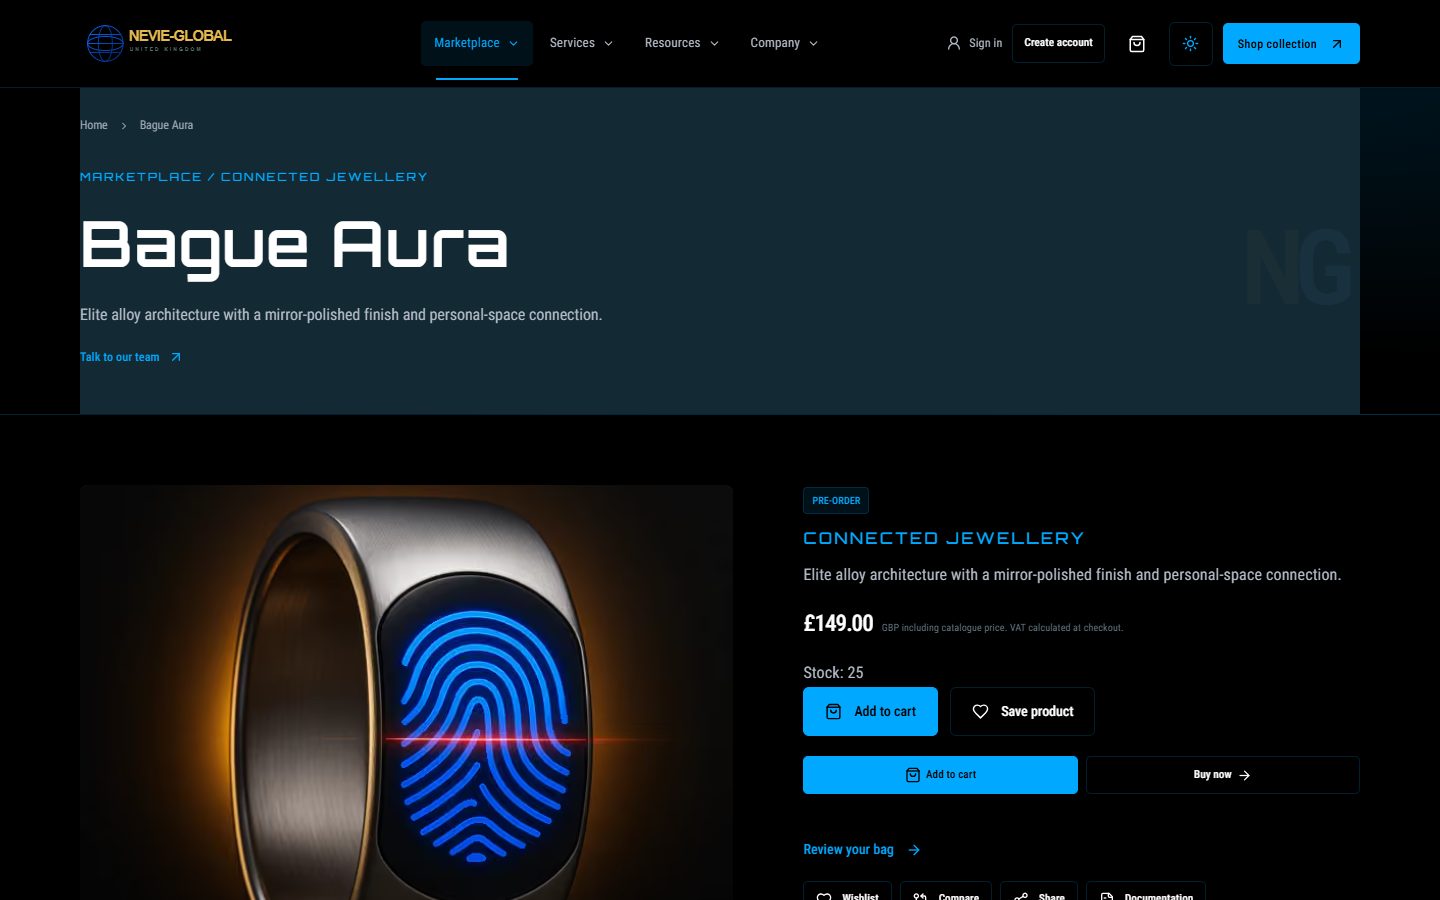 NEVIE-GLOBAL
UNITED KINGDOM
Marketplace
Services
Resources
Company
Sign in
Create account
Shop collection
Home > Bague Aura
MARKETPLACE / CONNECTED JEWELLERY
Bague Aura
NG
Elite alloy architecture with a mirror-polished finish and personal-space connection.
Talk to our team
PRE-ORDER
CONNECTED JEWELLERY
Elite alloy architecture with a mirror-polished finish and personal-space connection.
£149.00 GBP including catalogue price. VAT calculated at checkout.
Stock: 25
Add to cart
Save product
Add to cart
Buy now
Review your bag
Wishlist
Compare
Share
Documentation